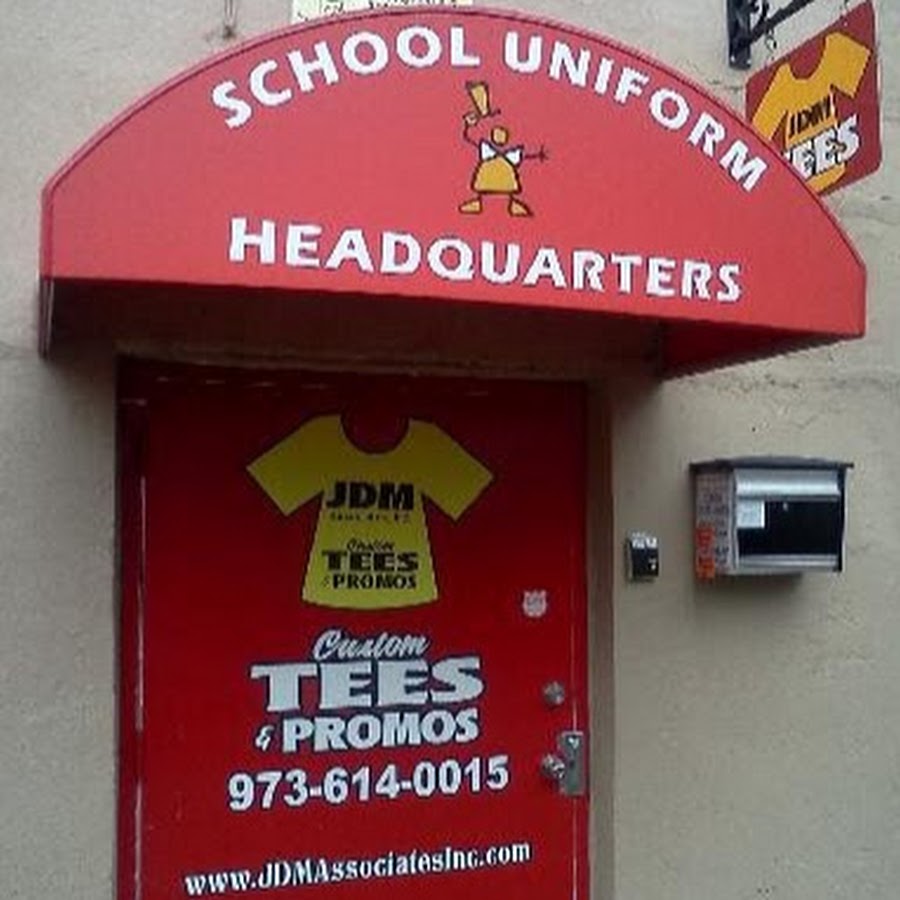 SCHOOL UNIFORM
HEADQUARTERS
JDM
TEES
JDM
Custom
TEES
& PROMOS
Custom
TEES
& PROMOS
973-614-0015
www.JDMAssociatesInc.com